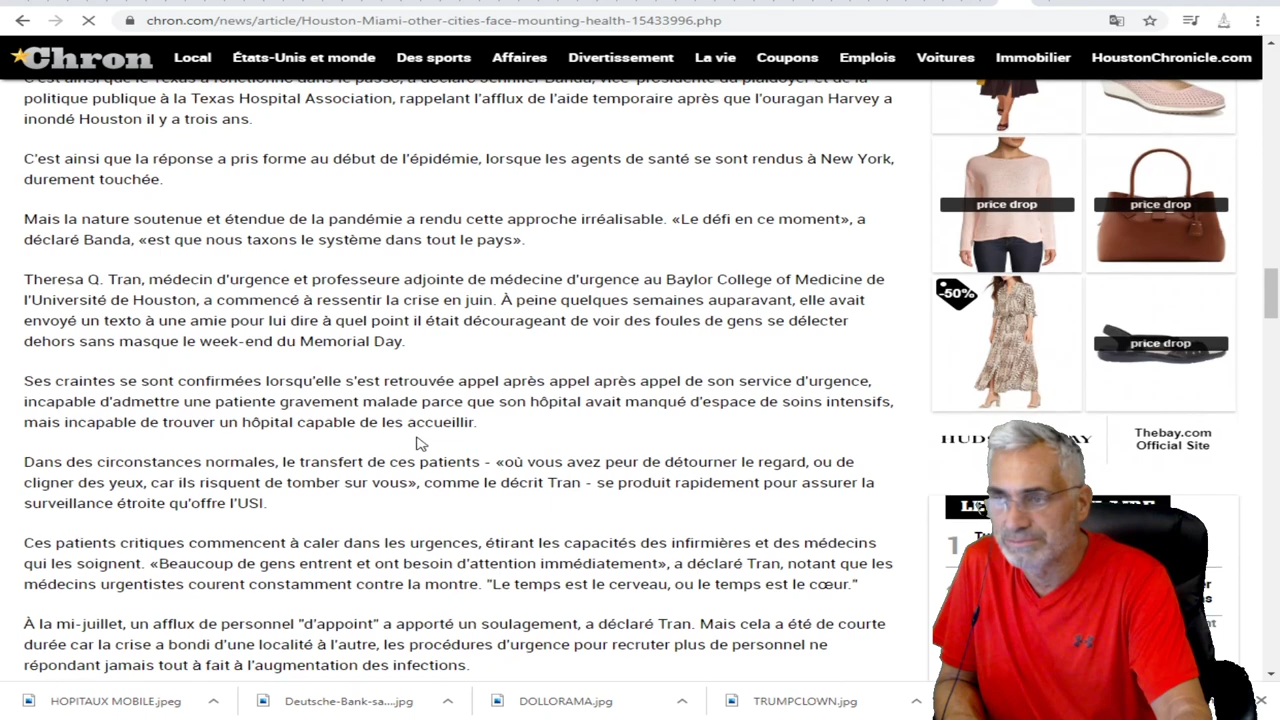 chron.com/news/article/Houston-Miami-other-cities-face-mounting-health-15433996.php
Chron Local États-Unis et monde Des sports Affaires Divertissement La vie Coupons Emplois Voitures Immobilier HoustonChronicle.com
politique publique à la Texas Hospital Association, rappelant l'afflux de l'aide temporaire après que l'ouragan Harvey a
inondé Houston il y a trois ans.
C'est ainsi que la réponse a pris forme au début de l'épidémie, lorsque les agents de santé se sont rendus à New York,
durement touchée.
Mais la nature soutenue et étendue de la pandémie a rendu cette approche irréalisable. «Le défi en ce moment», a
déclaré Banda, «est que nous taxons le système dans tout le pays».
Theresa Q. Tran, médecin d'urgence et professeure adjointe de médecine d'urgence au Baylor College of Medicine de
l'Université de Houston, a commencé à ressentir la crise en juin. À peine quelques semaines auparavant, elle avait
envoyé un texto à une amie pour lui dire à quel point il était décourageant de voir des foules de gens se délecter
dehors sans masque le week-end du Memorial Day.
Ses craintes se sont confirmées lorsqu'elle s'est retrouvée appel après appel après appel de son service d'urgence,
incapable d'admettre une patiente gravement malade parce que son hôpital avait manqué d'espace de soins intensifs,
mais incapable de trouver un hôpital capable de les accueillir.
Dans des circonstances normales, le transfert de ces patients - «où vous avez peur de détourner le regard, ou de
cligner des yeux, car ils risquent de tomber sur vous», comme le décrit Tran - se produit rapidement pour assurer la
surveillance étroite qu'offre l'USI.
Ces patients critiques commencent à caler dans les urgences, étirant les capacités des infirmières et des médecins
qui les soignent. «Beaucoup de gens entrent et ont besoin d'attention immédiatement», a déclaré Tran, notant que les
médecins urgentistes courent constamment contre la montre. "Le temps est le cerveau, ou le temps est le cœur."
À la mi-juillet, un afflux de personnel "d'appoint" a apporté un soulagement, a déclaré Tran. Mais cela a été de courte
durée car la crise a bondi d'une localité à l'autre, les procédures d'urgence pour recruter plus de personnel ne
répondant jamais tout à fait à l'augmentation des infections.
price drop price drop
-50%
price drop
Thebay.com
Official Site
1
HOPITAUX MOBILE.jpeg Deutsche-Bank-sa....jpg DOLLORAMA.jpg TRUMPCLOWN.jpg